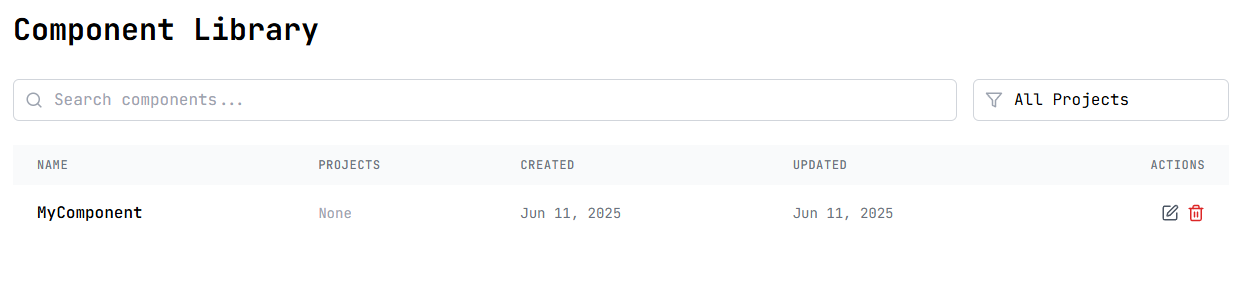 Component Library
Search components...
All Projects
NAME PROJECTS CREATED UPDATED ACTIONS
MyComponent None Jun 11, 2025 Jun 11, 2025